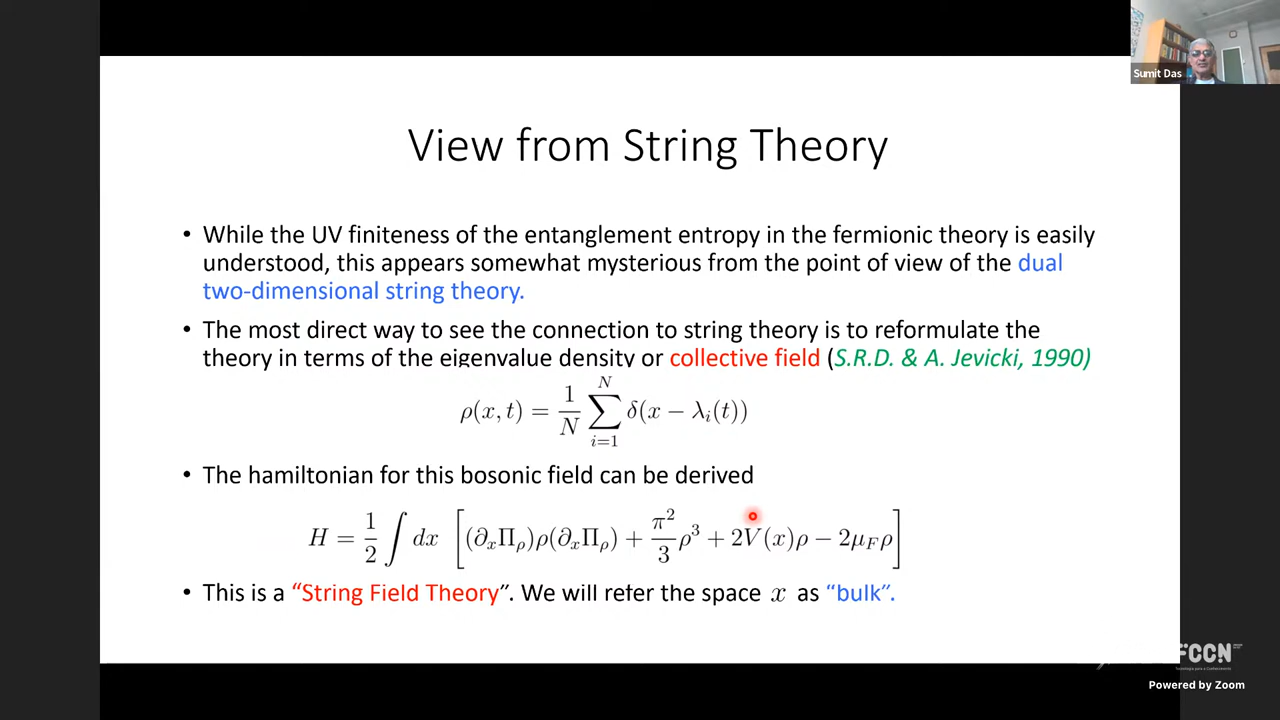 Sumit Das
View from String Theory
• While the UV finiteness of the entanglement entropy in the fermionic theory is easily
understood, this appears somewhat mysterious from the point of view of the dual
two-dimensional string theory.
• The most direct way to see the connection to string theory is to reformulate the
theory in terms of the eigenvalue density or collective field (S.R.D. & A. Jevicki, 1990)
ρ(x, t) = 1/N ∑_{i=1}^{N} δ(x − λ_i(t))
• The hamiltonian for this bosonic field can be derived
H = 1/2 ∫ dx [(∂_xΠ_ρ)ρ(∂_xΠ_ρ) + π²/3 ρ³ + 2V(x)ρ − 2μ_Fρ]
• This is a “String Field Theory”. We will refer the space x as “bulk”.
FCCN
Powered by Zoom